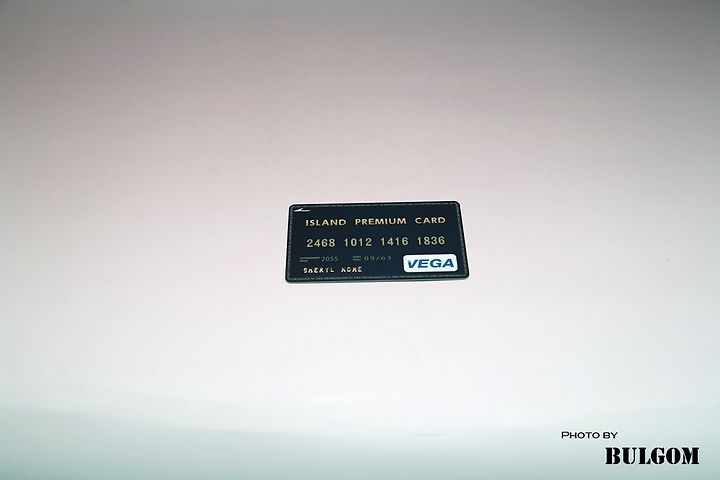 ISLAND PREMIUM CARD
2468 1012 1416 1836
2055 09/63
SHERYL NOME
VEGA
PHOTO BY
BULGOM